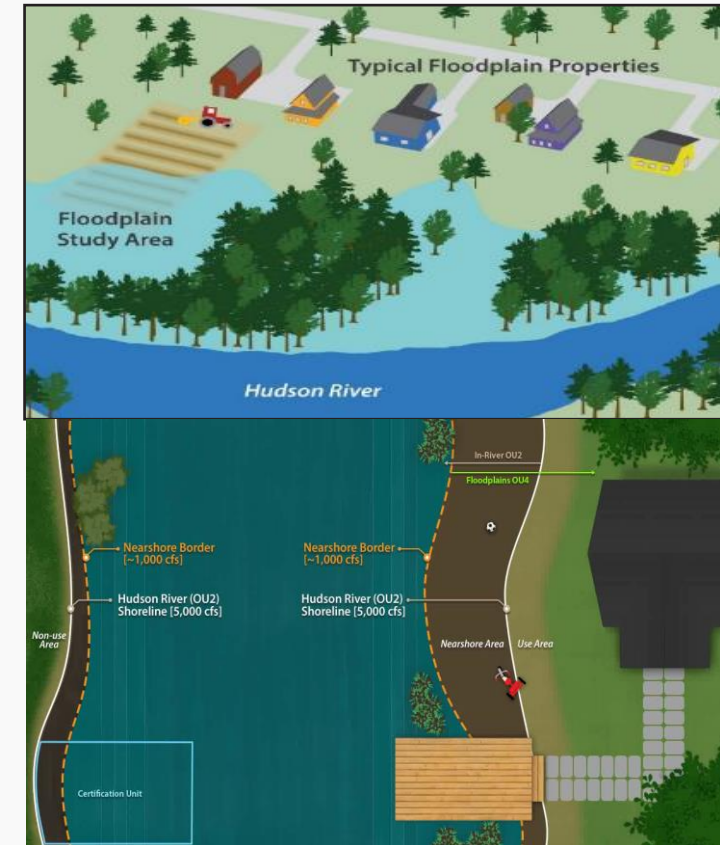 Typical Floodplain Properties
Floodplain
Study Area
Hudson River
In-River OU2
Floodplains OU4
Nearshore Border
[~1,000 cfs]
Nearshore Border
[~1,000 cfs]
Hudson River (OU2)
Shoreline [5,000 cfs]
Hudson River (OU2)
Shoreline [5,000 cfs]
Non-use
Area
Nearshore Area
Use Area
Certification Unit